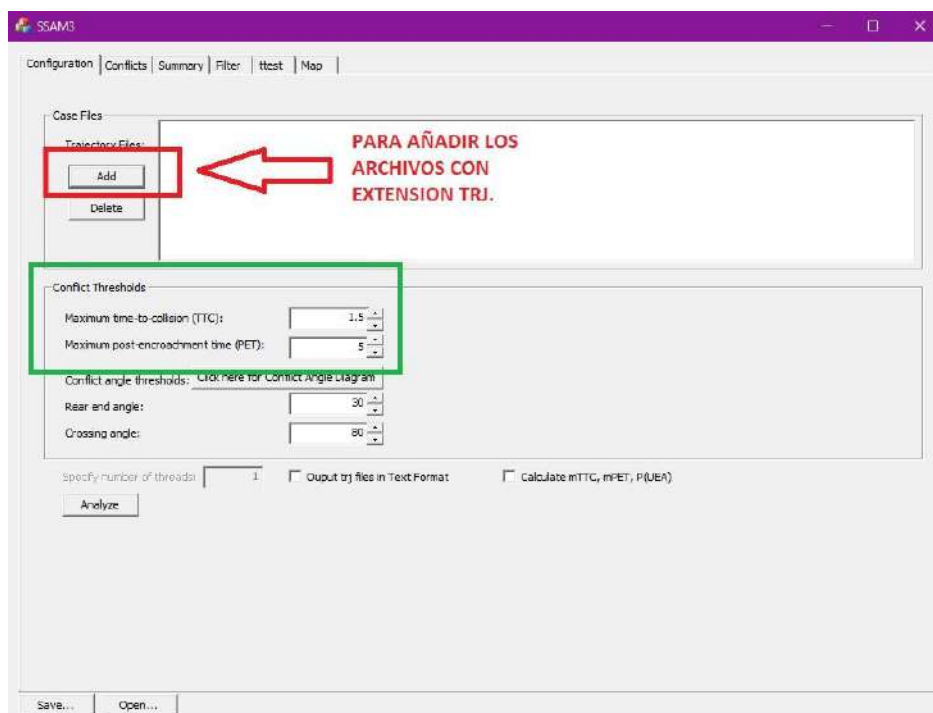 SSAM3
Configuration Conflicts Summary Filter ttest Map
Case Files
Trajectory Files:
Add
Delete
PARA AÑADIR LOS
ARCHIVOS CON
EXTENSION TRJ.
Conflict Thresholds
Maximum time-to-collision (TTC): 1.5
Maximum post-encroachment time (PET): 5
Conflict angle thresholds: Click here for Conflict Angle Diagram
Rear end angle: 30
Crossing angle: 80
Specify number of threads: 1 Ouput trj files in Text Format Calculate mTTC, mPET, P(UEA)
Analyze
Save... Open...